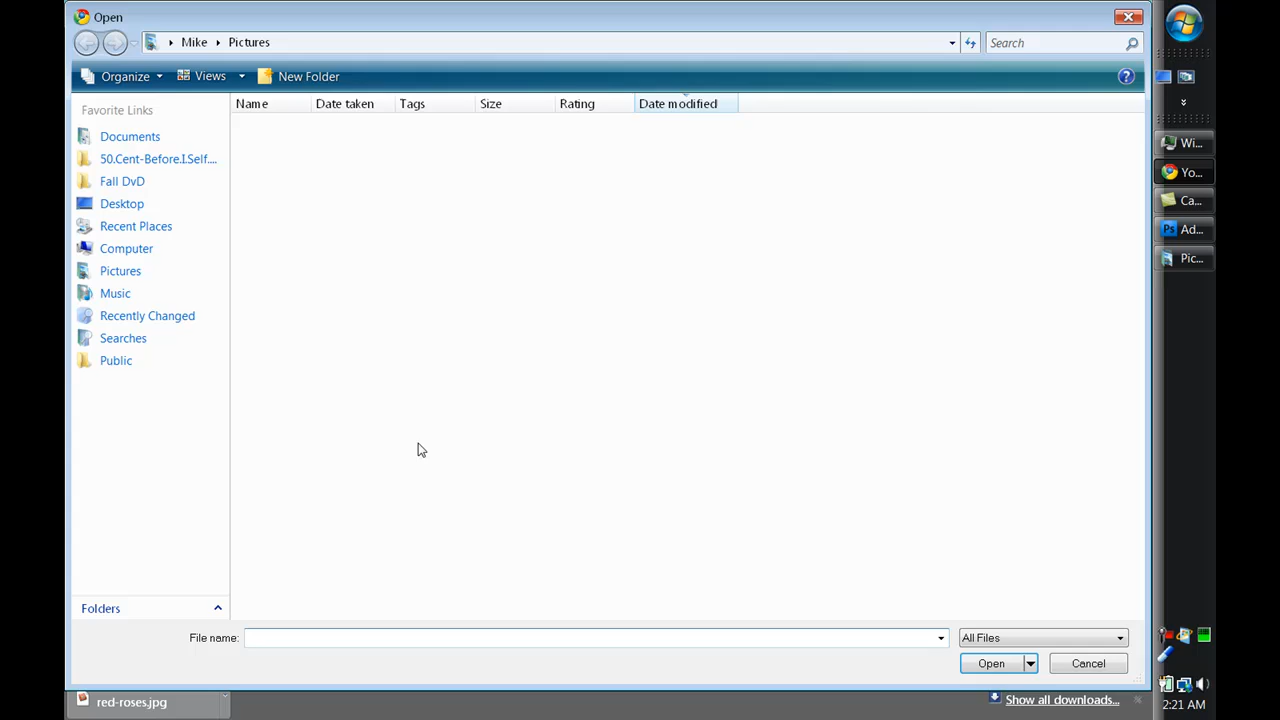 Open
Mike Pictures
Search
Organize Views New Folder
Name Date taken Tags Size Rating Date modified
Favorite Links
Documents
50.Cent-Before.I.Self....
Fall DvD
Desktop
Recent Places
Computer
Pictures
Music
Recently Changed
Searches
Public
Folders
File name:
All Files
Open Cancel
red-roses.jpg
Show all downloads...
Wi...
Yo...
Ca...
Ps Ad...
Pic...
2:21 AM